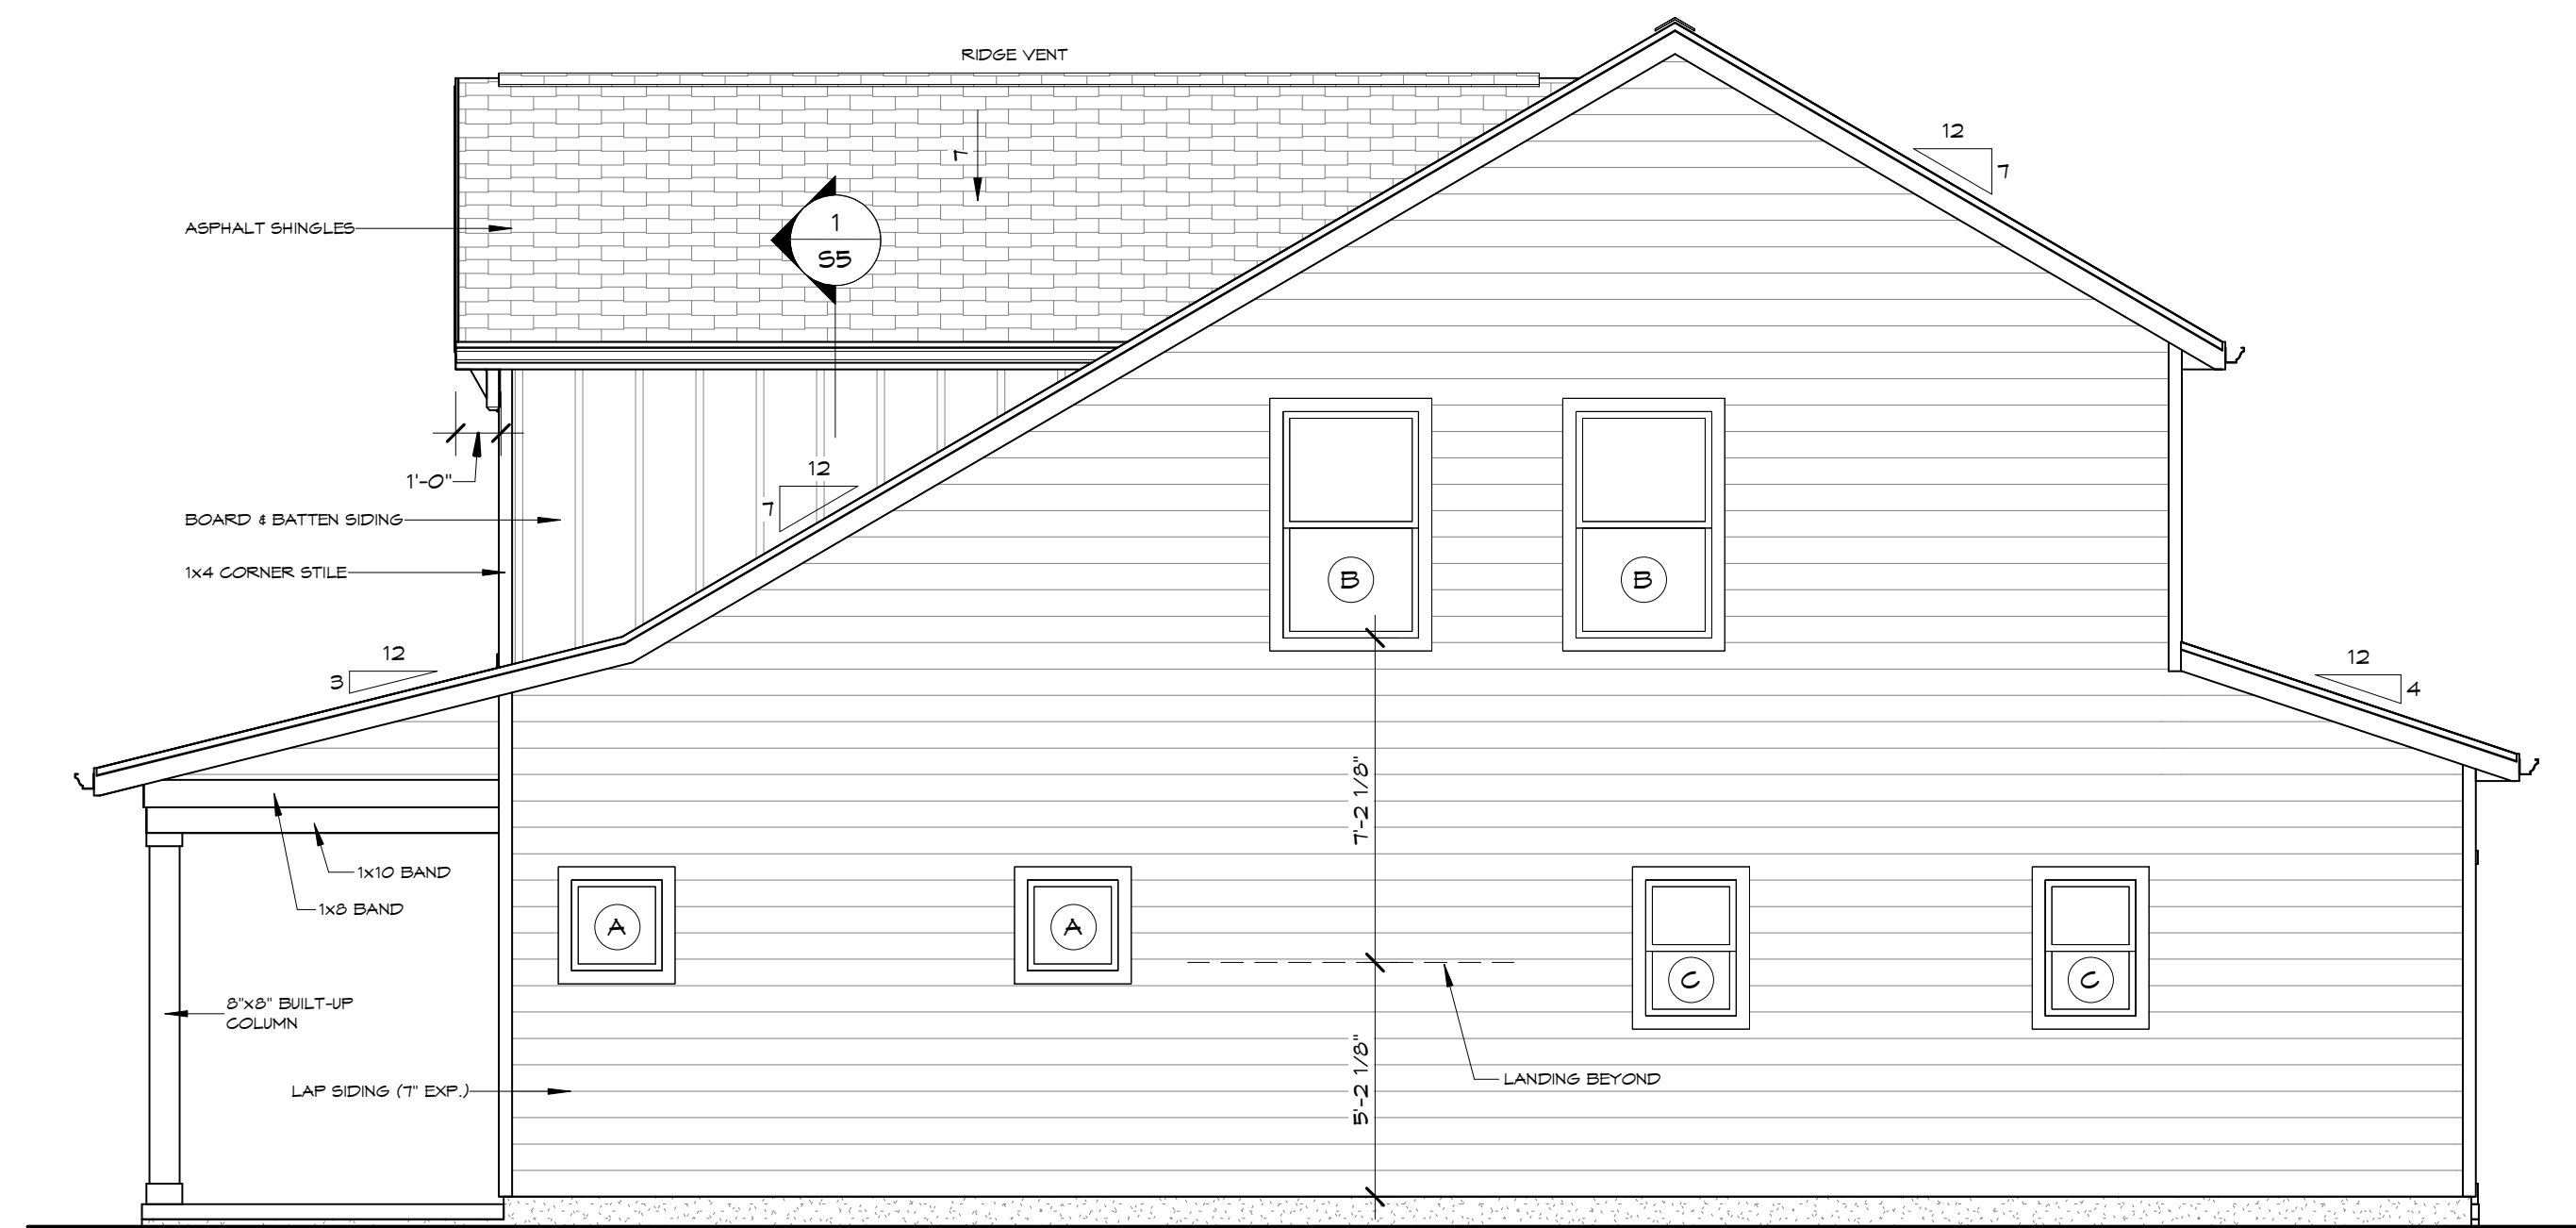 RIDGE VENT
12
7
7
ASPHALT SHINGLES
1
S5
12
7
1'-0"
BOARD & BATTEN SIDING
B
B
1x4 CORNER STILE
12
3
12
4
7'-2 1/8"
1x10 BAND
1x8 BAND
A
A
C
C
8"x8" BUILT-UP
COLUMN
5'-2 1/8"
LANDING BEYOND
LAP SIDING (7" EXP.)